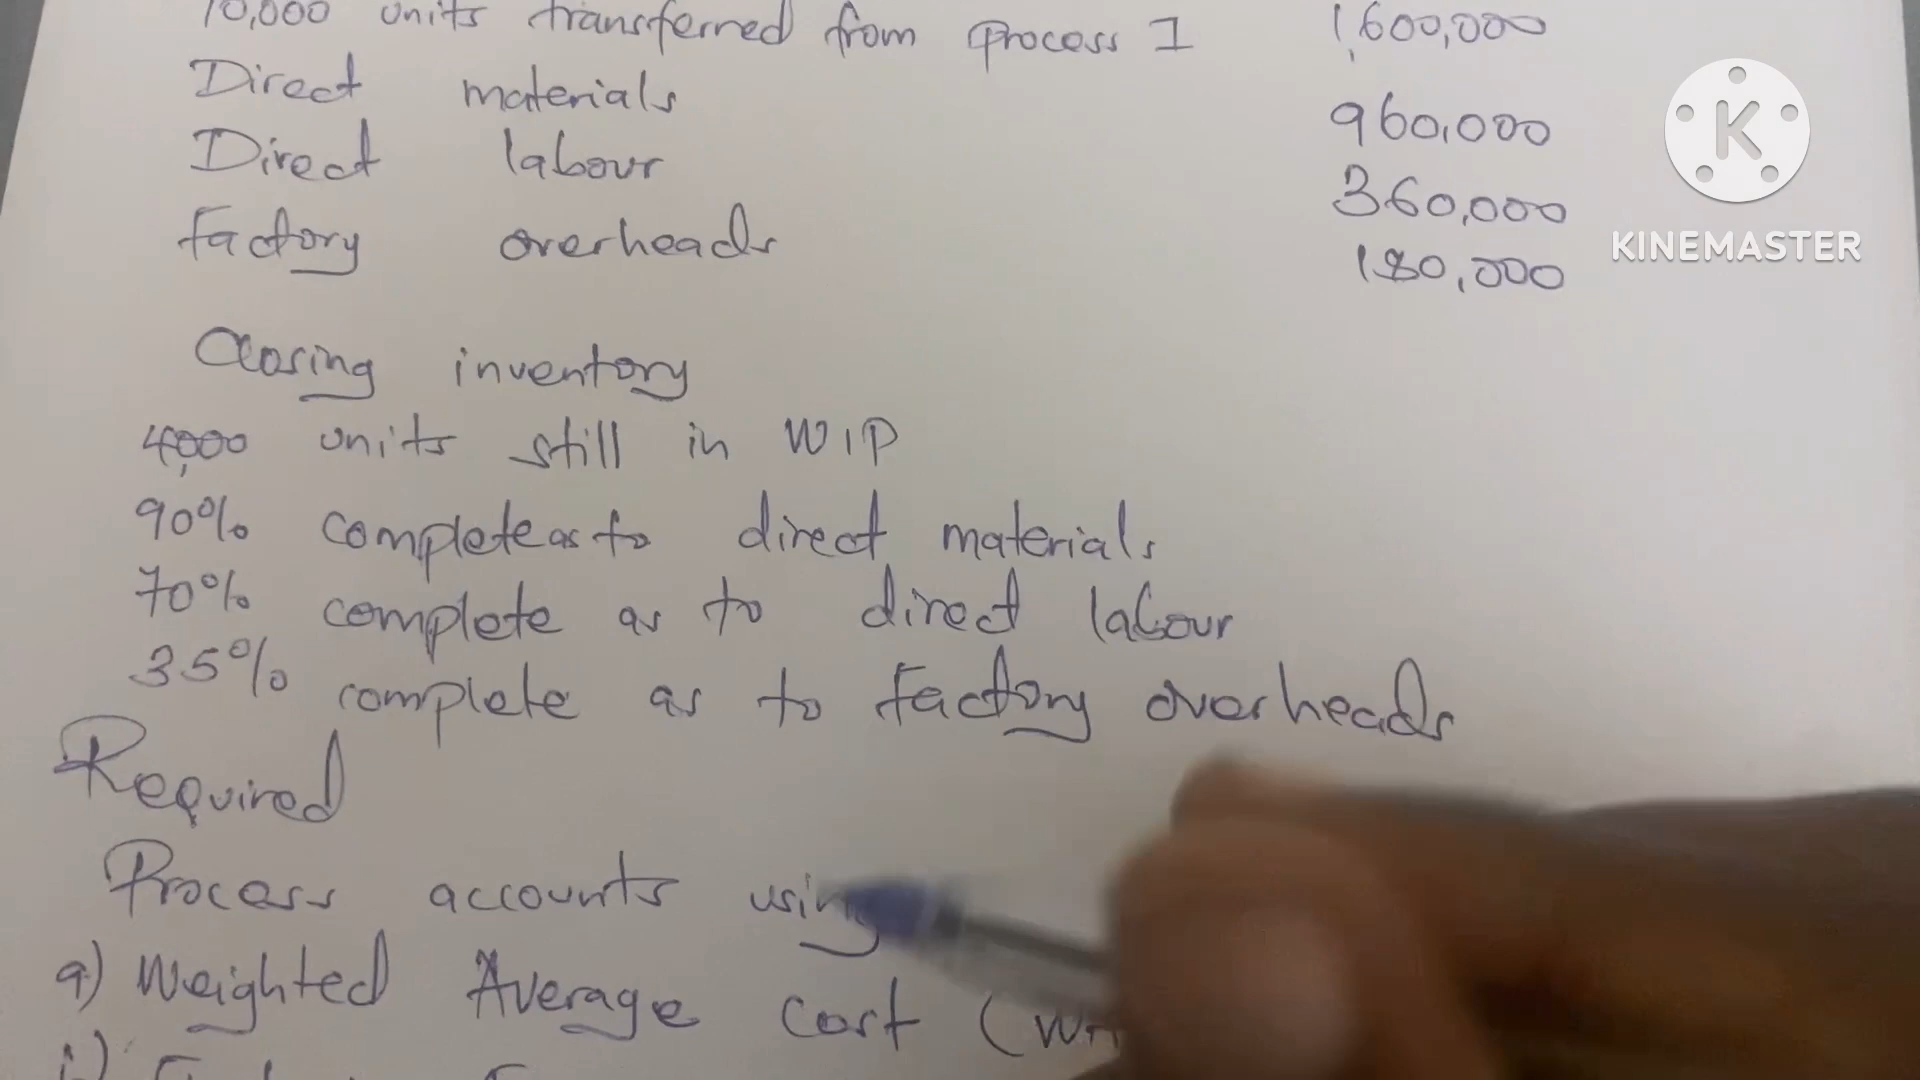 10,000 units transferred from process I 1,600,000
Direct materials 960,000
Direct labour 360,000
Factory overheads 180,000
KINEMASTER
Closing inventory
4,000 units still in WIP
90% complete as to direct materials
70% complete as to direct labour
35% complete as to factory overheads
Required
Process accounts using
a) Weighted Average cost (WA